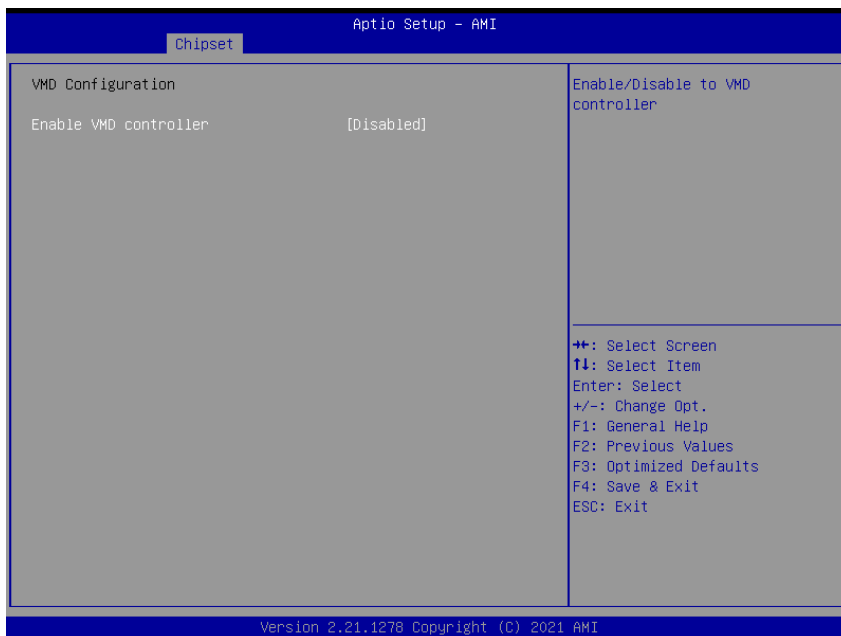 Aptio Setup – AMI
Chipset
VMD Configuration
Enable VMD controller [Disabled]
Enable/Disable to VMD
controller
→←: Select Screen
↑↓: Select Item
Enter: Select
+/-: Change Opt.
F1: General Help
F2: Previous Values
F3: Optimized Defaults
F4: Save & Exit
ESC: Exit
Version 2.21.1278 Copyright (C) 2021 AMI